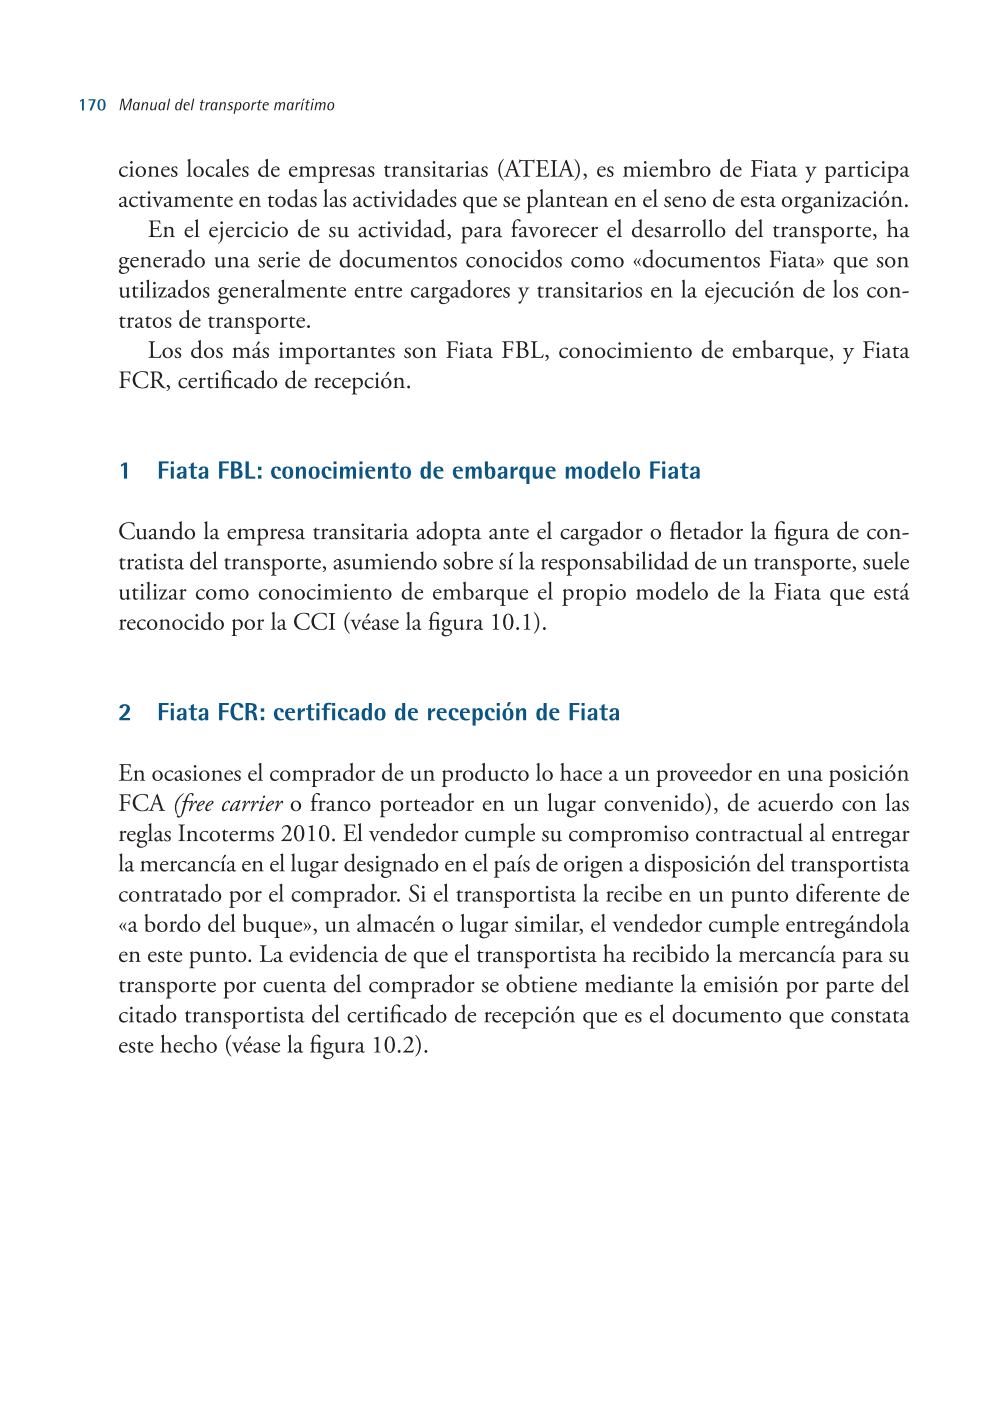 170 Manual del transporte marítimo
ciones locales de empresas transitarias (ATEIA), es miembro de Fiata y participa
activamente en todas las actividades que se plantean en el seno de esta organización.
En el ejercicio de su actividad, para favorecer el desarrollo del transporte, ha
generado una serie de documentos conocidos como «documentos Fiata» que son
utilizados generalmente entre cargadores y transitarios en la ejecución de los con-
tratos de transporte.
Los dos más importantes son Fiata FBL, conocimiento de embarque, y Fiata
FCR, certificado de recepción.
1 Fiata FBL: conocimiento de embarque modelo Fiata
Cuando la empresa transitaria adopta ante el cargador o fletador la figura de con-
tratista del transporte, asumiendo sobre sí la responsabilidad de un transporte, suele
utilizar como conocimiento de embarque el propio modelo de la Fiata que está
reconocido por la CCI (véase la figura 10.1).
2 Fiata FCR: certificado de recepción de Fiata
En ocasiones el comprador de un producto lo hace a un proveedor en una posición
FCA (free carrier o franco porteador en un lugar convenido), de acuerdo con las
reglas Incoterms 2010. El vendedor cumple su compromiso contractual al entregar
la mercancía en el lugar designado en el país de origen a disposición del transportista
contratado por el comprador. Si el transportista la recibe en un punto diferente de
«a bordo del buque», un almacén o lugar similar, el vendedor cumple entregándola
en este punto. La evidencia de que el transportista ha recibido la mercancía para su
transporte por cuenta del comprador se obtiene mediante la emisión por parte del
citado transportista del certificado de recepción que es el documento que constata
este hecho (véase la figura 10.2).